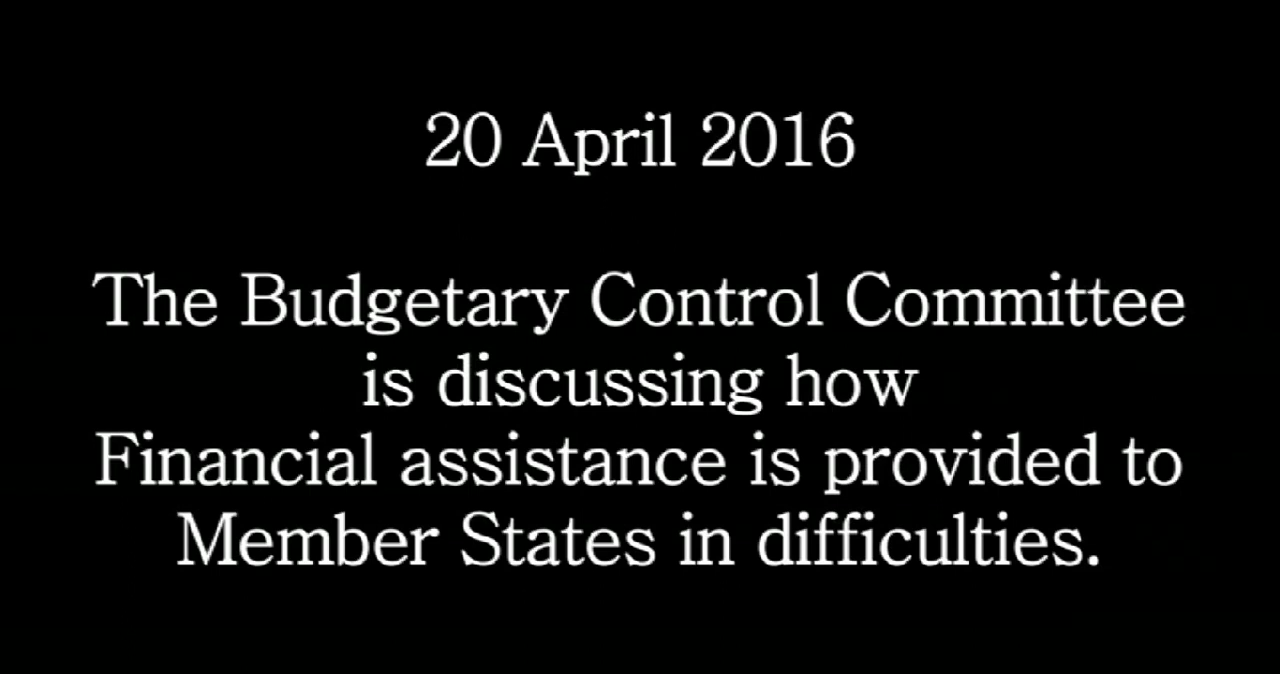 20 April 2016
The Budgetary Control Committee
is discussing how
Financial assistance is provided to
Member States in difficulties.